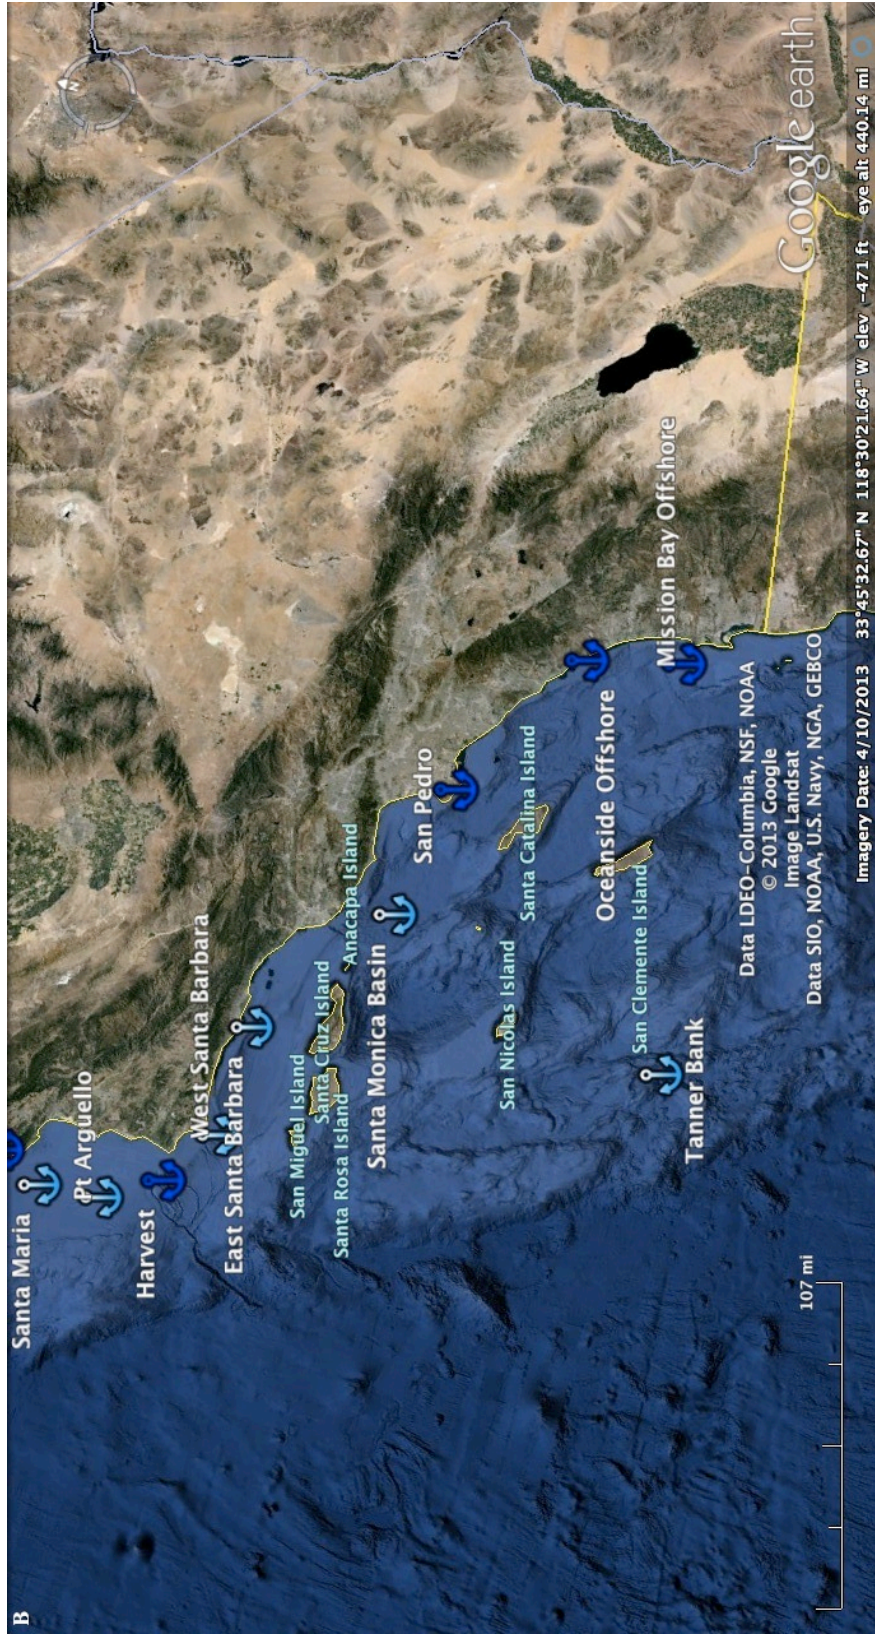 B
Santa Maria
Pt Arguello
Harvest
West Santa Barbara
East Santa Barbara
San Miguel Island
Santa Cruz Island
Santa Rosa Island
Anacapa Island
Santa Monica Basin
San Pedro
San Nicolas Island
Santa Catalina Island
Oceanside Offshore
San Clemente Island
Mission Bay Offshore
Tanner Bank
107 mi
N
Data LDEO-Columbia, NSF, NOAA
© 2013 Google
Image Landsat
Data SIO, NOAA, U.S. Navy, NGA, GEBCO
Google earth
Imagery Date: 4/10/2013 33°45'32.67" N 118°30'21.64" W elev -471 ft eye alt 440.14 mi